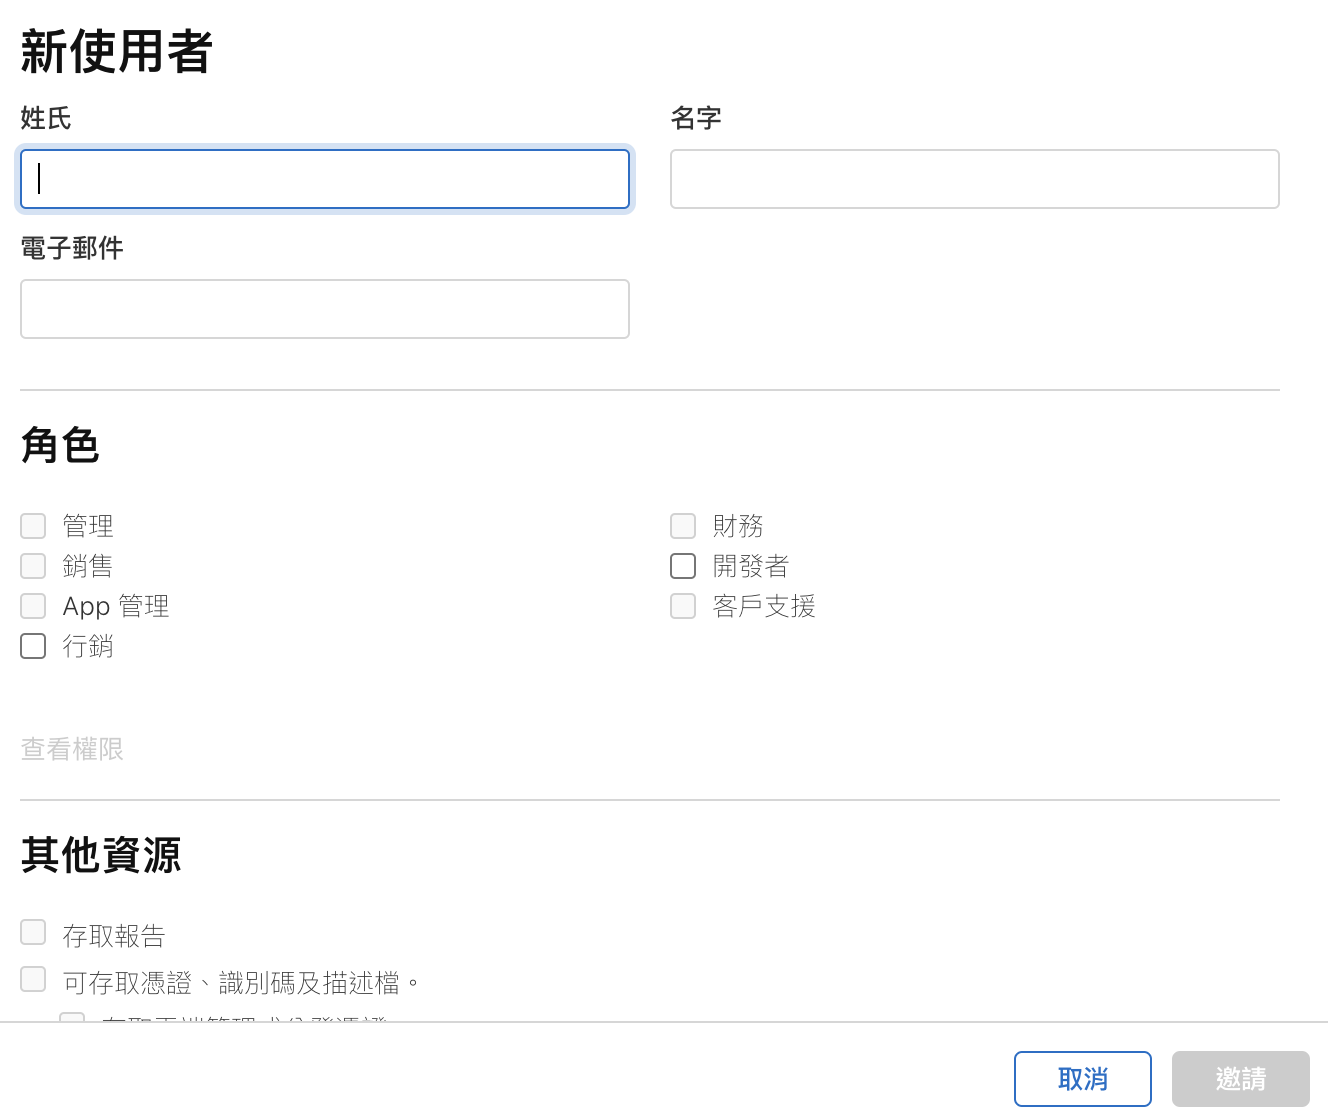 新使用者
姓氏
名字
電子郵件
角色
管理
財務
銷售
開發者
App 管理
客戶支援
行銷
查看權限
其他資源
存取報告
可存取憑證、識別碼及描述檔。
取消
邀請